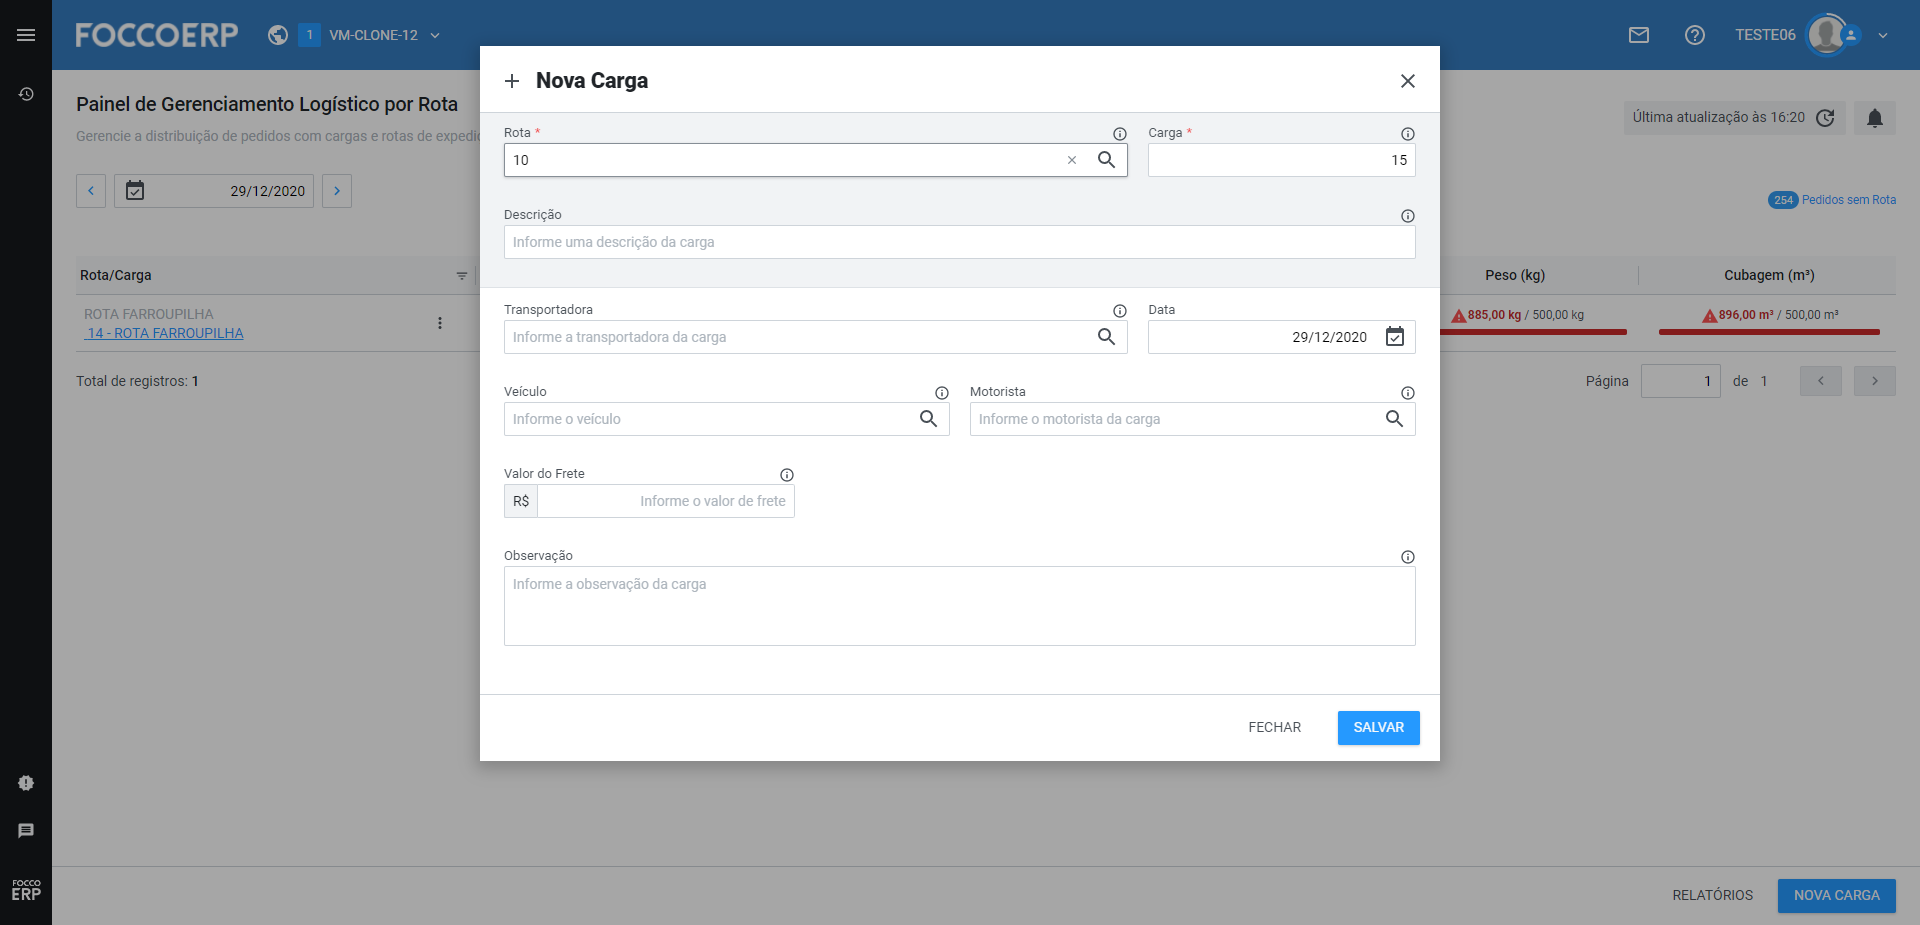 FOCCOERP
1 VM-CLONE-12
TESTE06
Painel de Gerenciamento Logístico por Rota
Gerencie a distribuição de pedidos com cargas e rotas de expedi
Última atualização às 16:20
29/12/2020
254 Pedidos sem Rota
Rota/Carga
Peso (kg)
Cubagem (m³)
ROTA FARROUPILHA
14 - ROTA FARROUPILHA
885,00 kg / 500,00 kg
896,00 m³ / 500,00 m³
Total de registros: 1
Página 1 de 1
Nova Carga
Rota *
Carga *
10
15
Descrição
Informe uma descrição da carga
Transportadora
Data
Informe a transportadora da carga
29/12/2020
Veículo
Motorista
Informe o veículo
Informe o motorista da carga
Valor do Frete
R$ Informe o valor de frete
Observação
Informe a observação da carga
FECHAR
SALVAR
FOCCO
ERP
RELATÓRIOS
NOVA CARGA